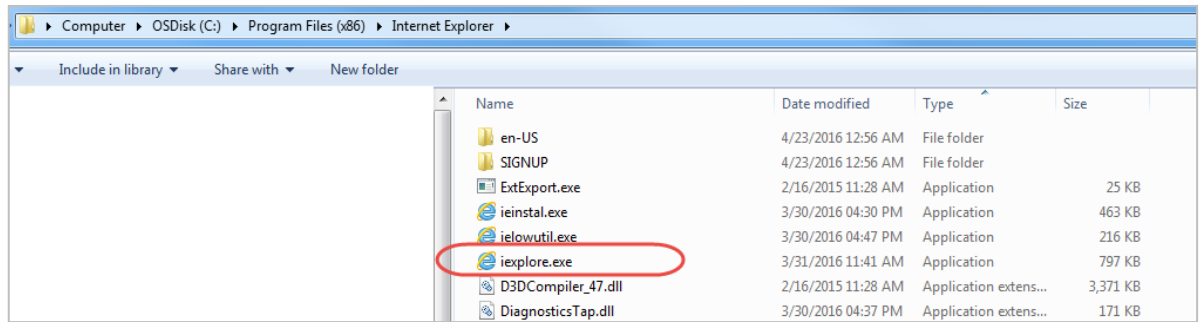 Computer OSDisk (C:) Program Files (x86) Internet Explorer
Include in library Share with New folder
Name Date modified Type Size
en-US 4/23/2016 12:56 AM File folder
SIGNUP 4/23/2016 12:56 AM File folder
ExtExport.exe 2/16/2015 11:28 AM Application 25 KB
ieinstal.exe 3/30/2016 04:30 PM Application 463 KB
ielowutil.exe 3/30/2016 04:47 PM Application 216 KB
iexplore.exe 3/31/2016 11:41 AM Application 797 KB
D3DCompiler_47.dll 2/16/2015 11:28 AM Application extens... 3,371 KB
DiagnosticsTap.dll 3/30/2016 04:37 PM Application extens... 171 KB